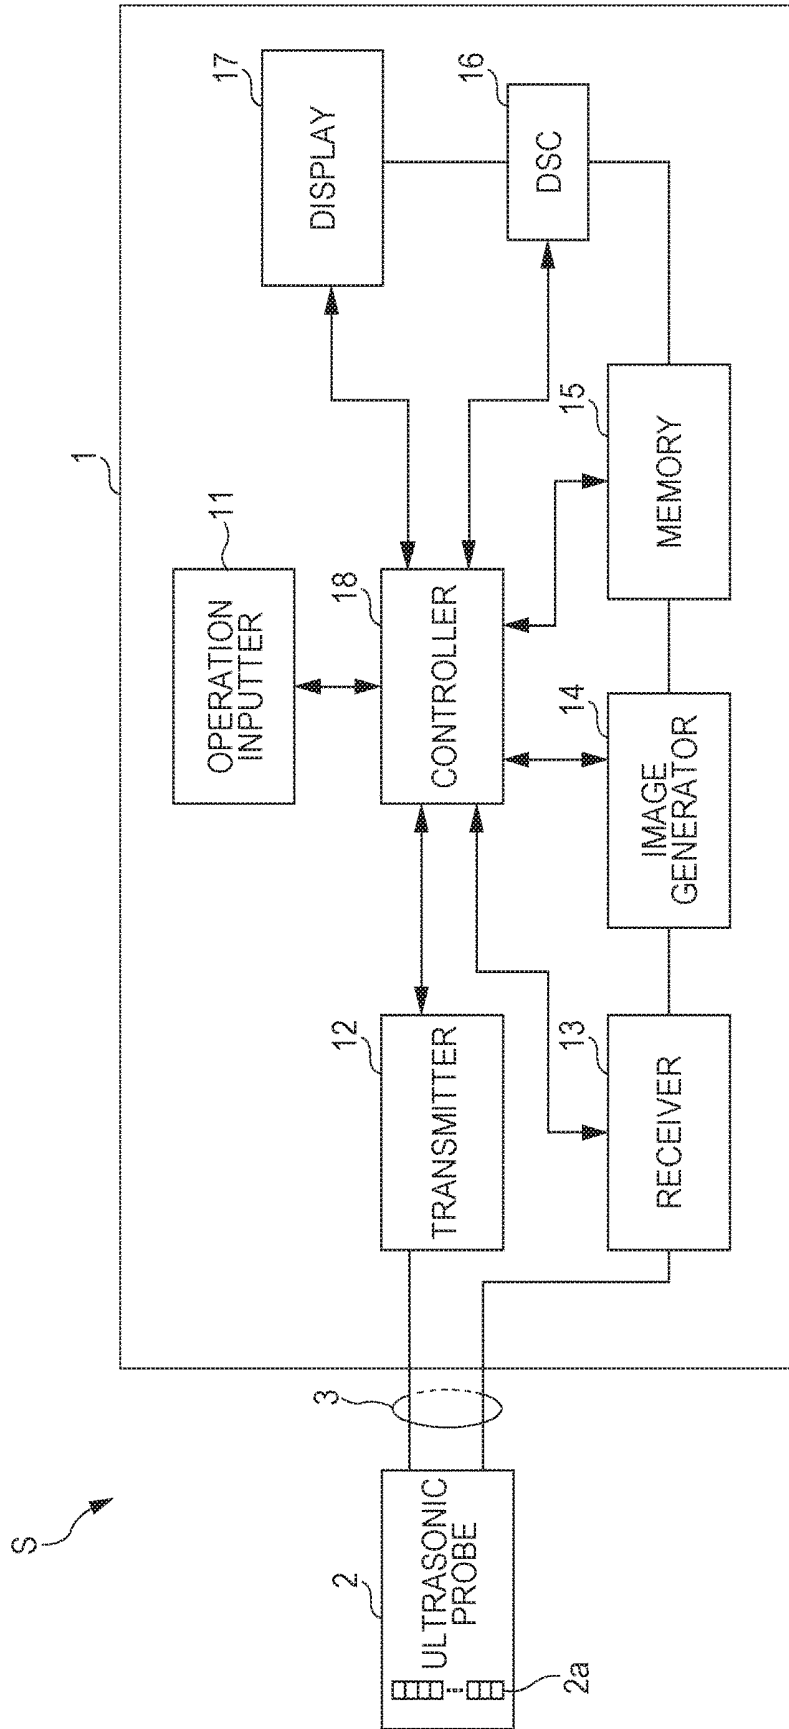 S
1
11
OPERATION
INPUTTER
17
DISPLAY
2
ULTRASONIC
PROBE
2a
3
12
TRANSMITTER
18
CONTROLLER
16
DSC
13
RECEIVER
14
IMAGE
GENERATOR
15
MEMORY